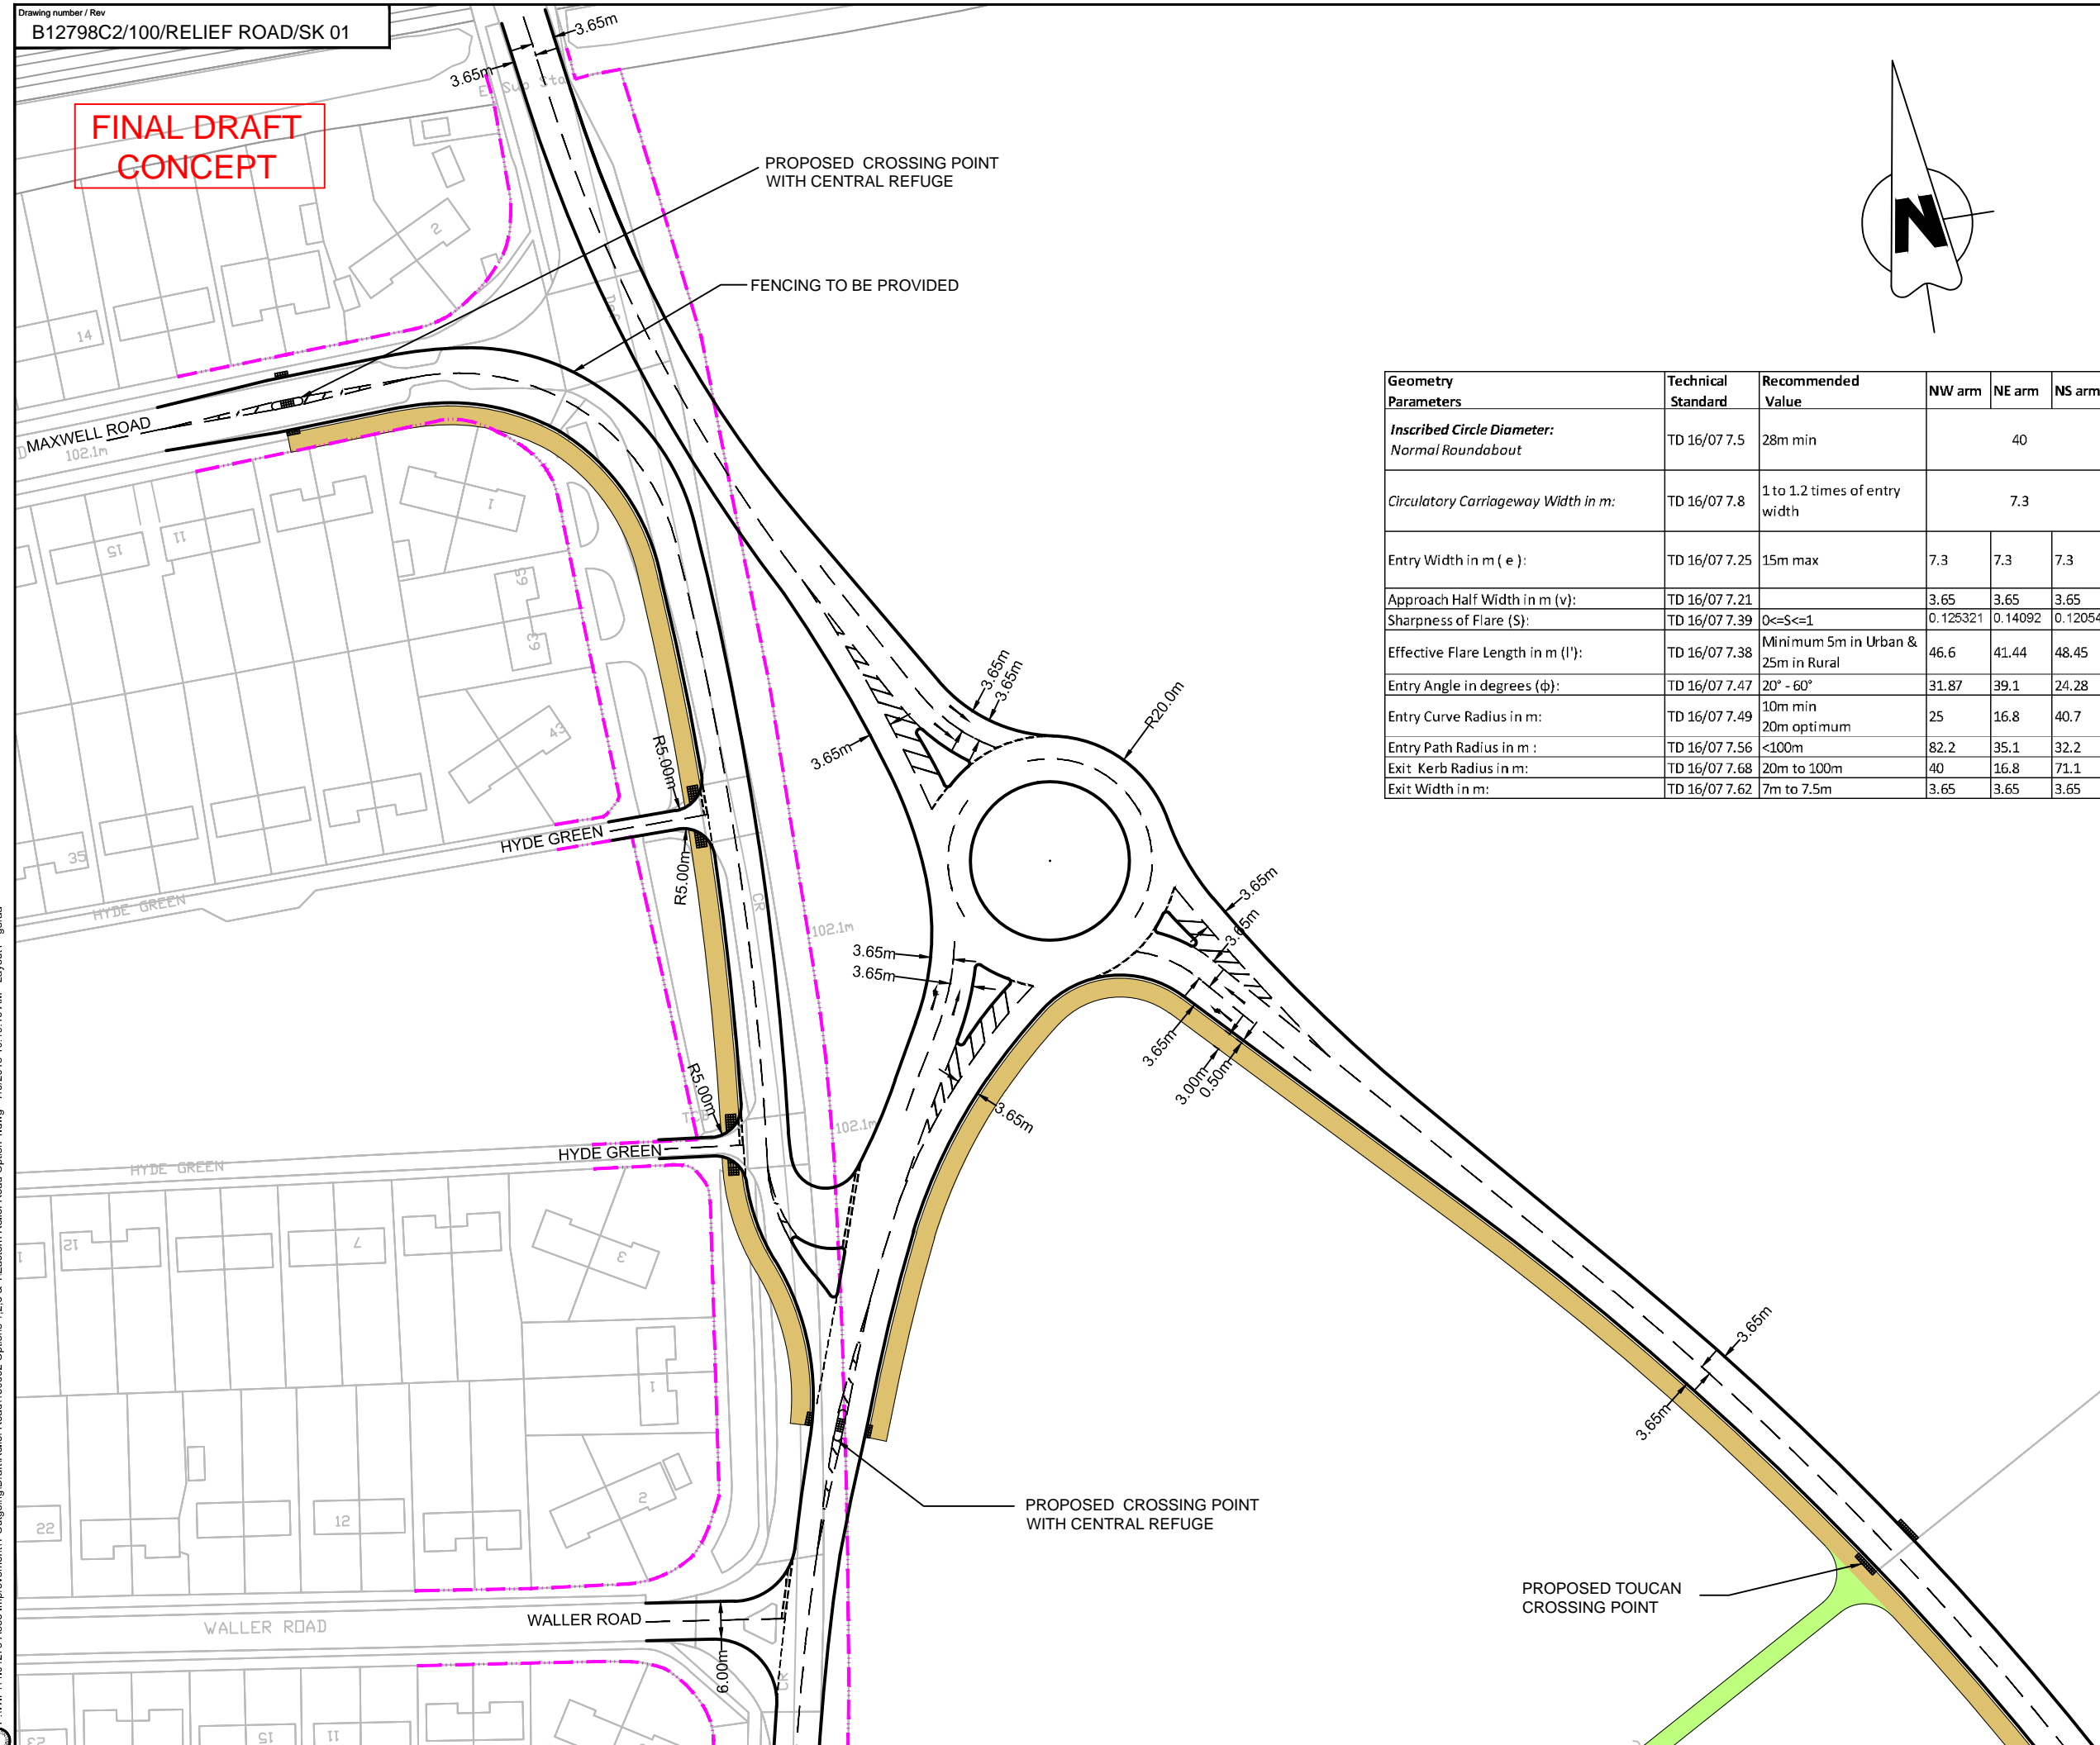 Drawing number / Rev
B12798C2/100/RELIEF ROAD/SK 01
FINAL DRAFT
CONCEPT
3.65m
3.65m
El Sub Sta
PROPOSED CROSSING POINT
WITH CENTRAL REFUGE
FENCING TO BE PROVIDED
N
2
14
MAXWELL ROAD
102.1m
1
15
11
65
63
43
35
HYDE GREEN
HYDE GREEN
R5.00m
R5.00m
CR
102.1m
3.65m
3.65m
3.65m
R20.0m
3.65m
3.65m
3.65m
3.65m
3.65m
3.00m
0.50m
3.65m
Geometry Parameters Technical Standard Recommended Value NW arm NE arm NS arm
Inscribed Circle Diameter:
Normal Roundabout TD 16/07 7.5 28m min 40
Circulatory Carriageway Width in m: TD 16/07 7.8 1 to 1.2 times of entry width 7.3
Entry Width in m ( e ): TD 16/07 7.25 15m max 7.3 7.3 7.3
Approach Half Width in m (v): TD 16/07 7.21 3.65 3.65 3.65
Sharpness of Flare (S): TD 16/07 7.39 0<=S<=1 0.125321 0.14092 0.12054
Effective Flare Length in m (l'): TD 16/07 7.38 Minimum 5m in Urban & 25m in Rural 46.6 41.44 48.45
Entry Angle in degrees (ϕ): TD 16/07 7.47 20° - 60° 31.87 39.1 24.28
Entry Curve Radius in m: TD 16/07 7.49 10m min 20m optimum 25 16.8 40.7
Entry Path Radius in m : TD 16/07 7.56 <100m 82.2 35.1 32.2
Exit Kerb Radius in m: TD 16/07 7.68 20m to 100m 40 16.8 71.1
Exit Width in m: TD 16/07 7.62 7m to 7.5m 3.65 3.65 3.65
R5.00m
TCB
102.1m
HYDE GREEN
HYDE GREEN
12
7
3
1
1
2
22
12
3.65m
3.65m
PROPOSED CROSSING POINT
WITH CENTRAL REFUGE
PROPOSED TOUCAN
CROSSING POINT
WALLER ROAD
WALLER ROAD
6.00m
CR
23
15
11